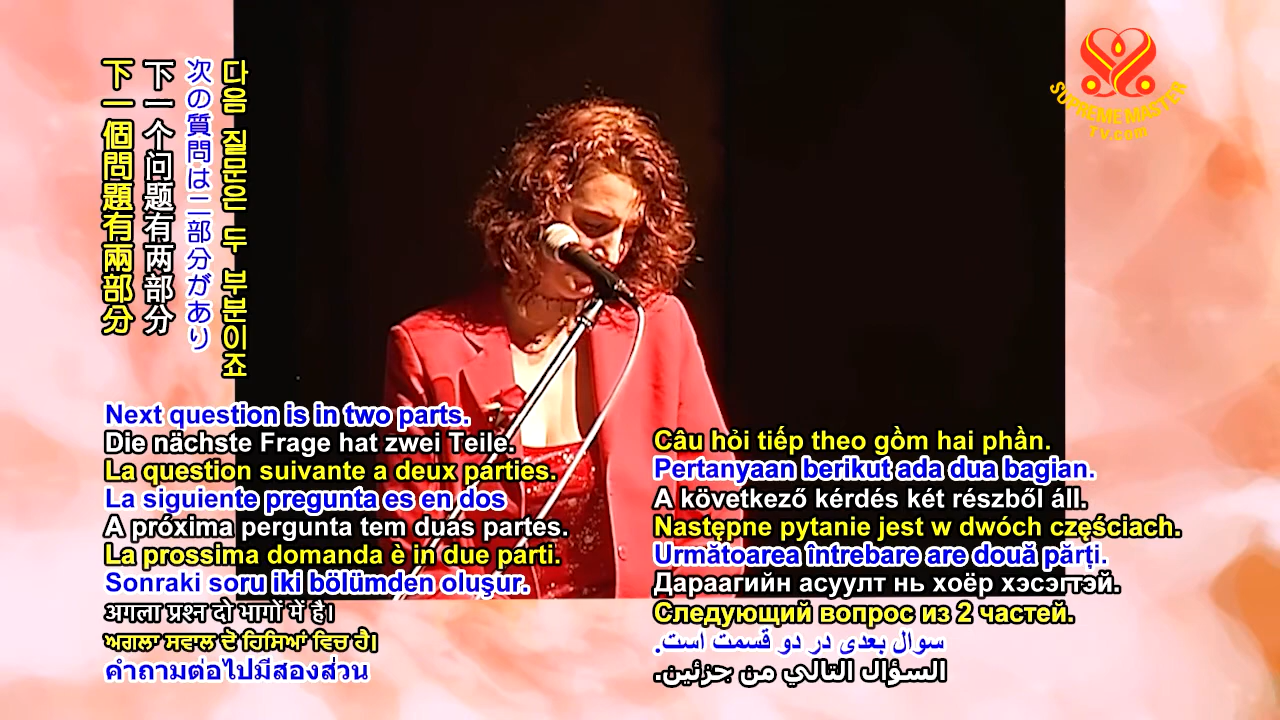 다음 질문은 두 부분이죠
次の質問は二部分があり
下一个问题有两部分
下一個問題有兩部分
SUPREME MASTER
TV.com
Next question is in two parts.
Die nächste Frage hat zwei Teile.
La question suivante a deux parties.
La siguiente pregunta es en dos
A próxima pergunta tem duas partes.
La prossima domanda è in due parti.
Sonraki soru iki bölümden oluşur.
अगला प्रश्न दो भागों में है।
ਅਗਲਾ ਸਵਾਲ ਦੋ ਹਿਸਿਆਂ ਵਿਚ ਹੈ।
คำถามต่อไปมีสองส่วน
Câu hỏi tiếp theo gồm hai phần.
Pertanyaan berikut ada dua bagian.
A következő kérdés két részből áll.
Następne pytanie jest w dwóch częściach.
Următoarea întrebare are două părți.
Дараагийн асуулт нь хоёр хэсэгтэй.
Следующий вопрос из 2 частей.
سوال بعدی در دو قسمت است.
السؤال التالي من جزئين.